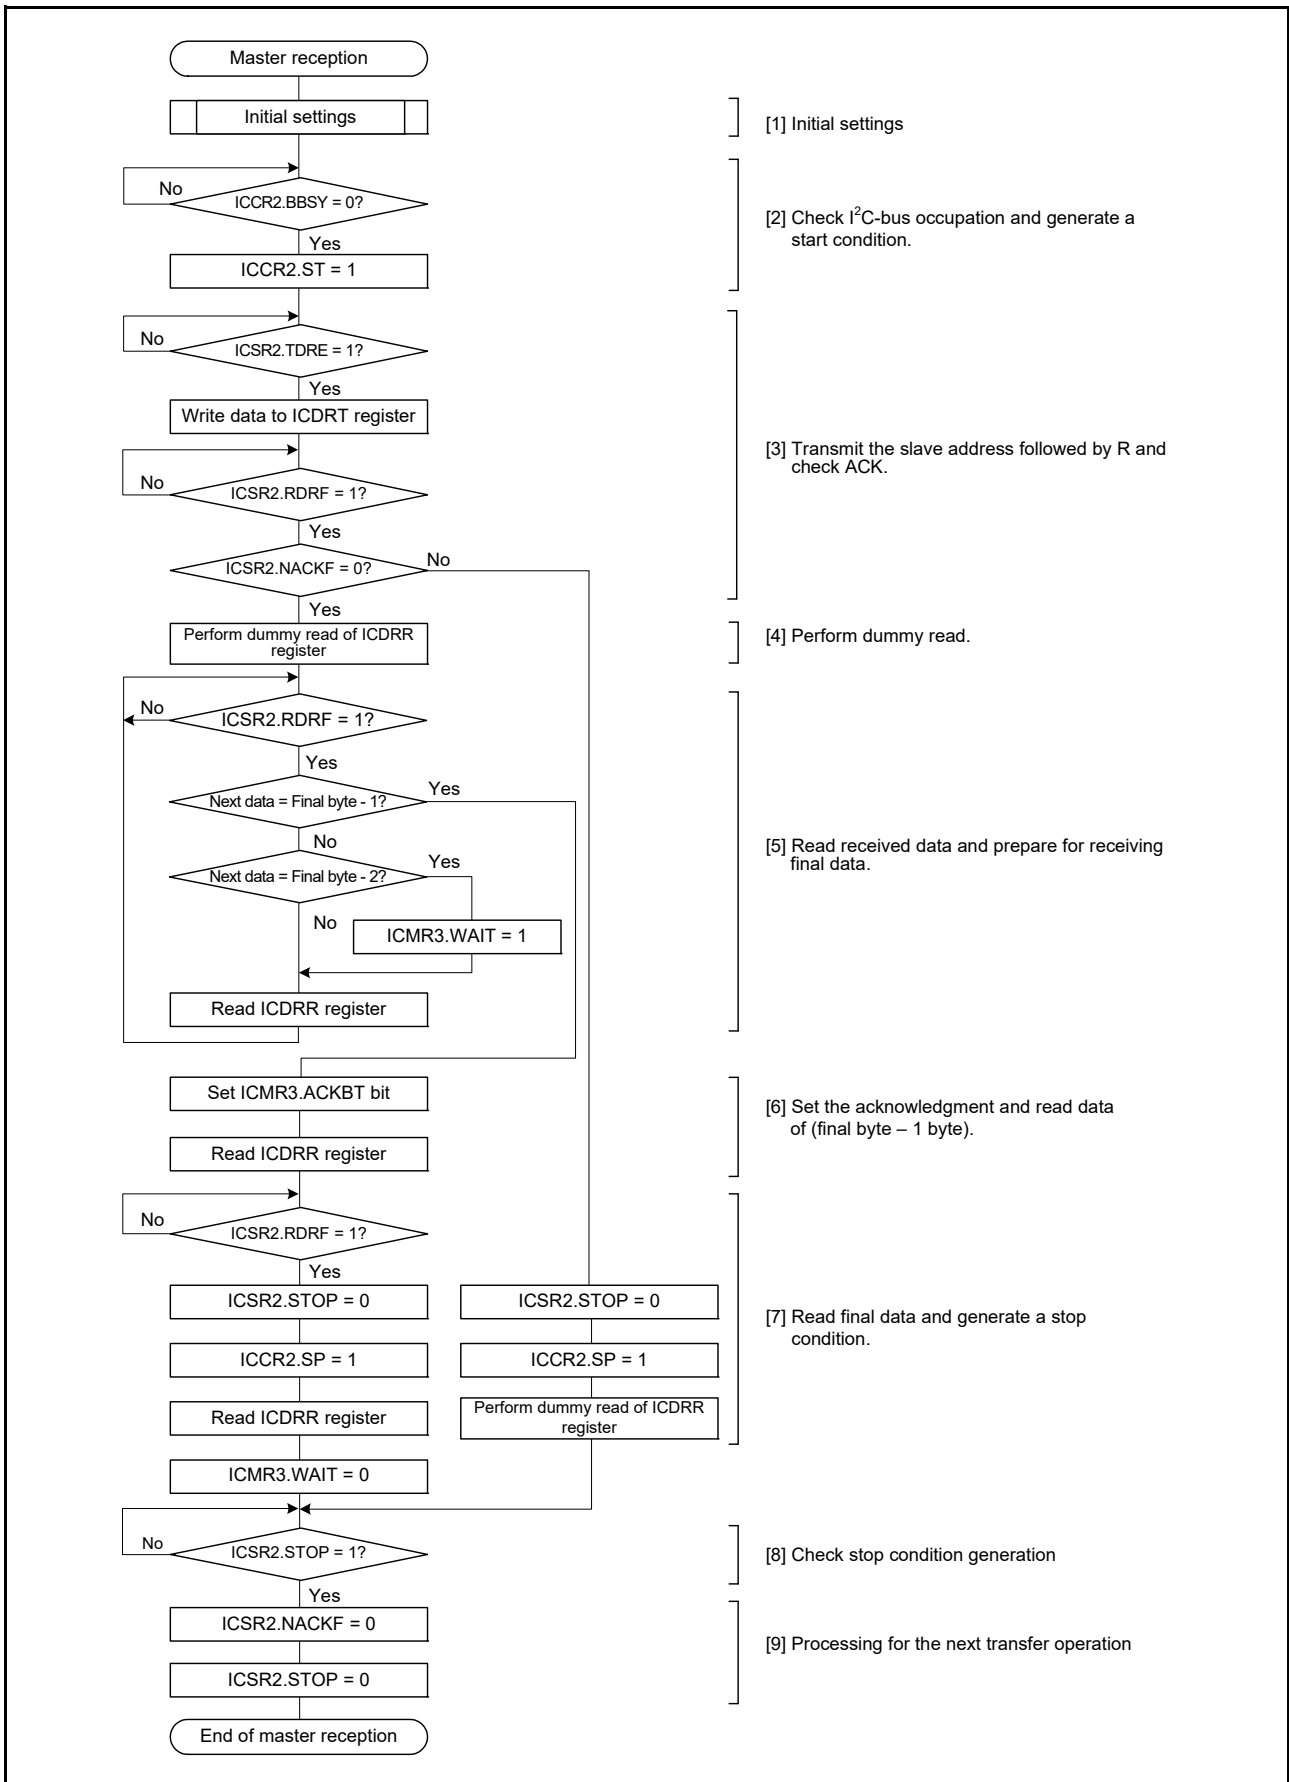 Master reception
Initial settings
[1] Initial settings
No
ICCR2.BBSY = 0?
Yes
ICCR2.ST = 1
[2] Check I²C-bus occupation and generate a
start condition.
No
ICSR2.TDRE = 1?
Yes
Write data to ICDRT register
No
ICSR2.RDRF = 1?
Yes
ICSR2.NACKF = 0?
No
Yes
[3] Transmit the slave address followed by R and
check ACK.
Perform dummy read of ICDRR
register
[4] Perform dummy read.
No
ICSR2.RDRF = 1?
Yes
Next data = Final byte - 1?
Yes
No
Next data = Final byte - 2?
Yes
No
ICMR3.WAIT = 1
Read ICDRR register
[5] Read received data and prepare for receiving
final data.
Set ICMR3.ACKBT bit
Read ICDRR register
[6] Set the acknowledgment and read data
of (final byte – 1 byte).
No
ICSR2.RDRF = 1?
Yes
ICSR2.STOP = 0
ICCR2.SP = 1
Read ICDRR register
ICMR3.WAIT = 0
ICSR2.STOP = 0
ICCR2.SP = 1
Perform dummy read of ICDRR
register
[7] Read final data and generate a stop
condition.
No
ICSR2.STOP = 1?
Yes
[8] Check stop condition generation
ICSR2.NACKF = 0
ICSR2.STOP = 0
[9] Processing for the next transfer operation
End of master reception